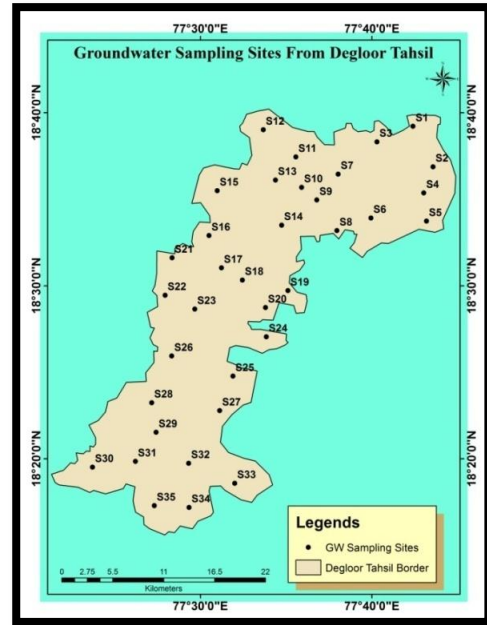 77°30'0"E 77°40'0"E
Groundwater Sampling Sites From Degloor Tahsil
18°40'0"N 18°40'0"N
S12 S1
S3
S11
S2
S13 S7
S10 S4
S15
S9
S6 S5
S14 S8
S16
S21
S17
S18
18°30'0"N 18°30'0"N
S22 S19
S23 S20
S24
S26
S25
S28
S27
S29
18°20'0"N 18°20'0"N
S30 S31 S32
S33
S35 S34
Legends
GW Sampling Sites
Degloor Tahsil Border
0 2.75 5.5 11 16.5 22
Kilometers
77°30'0"E 77°40'0"E